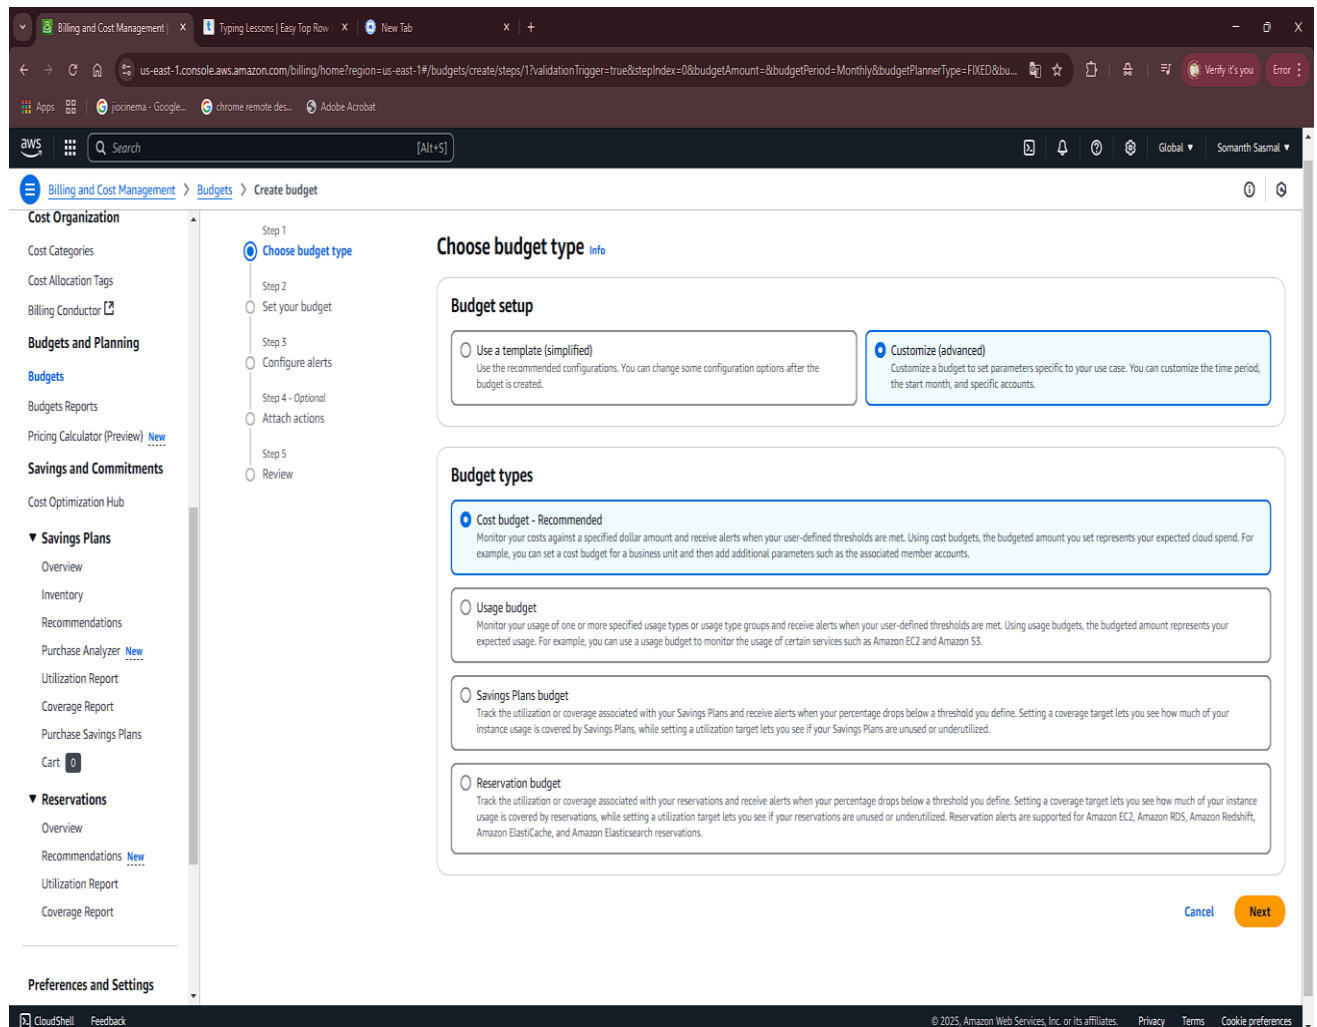 Billing and Cost Management | X
Typing Lessons | Easy Top Row X
New Tab X +
us-east-1.console.aws.amazon.com/billing/home?region=us-east-1#/budgets/create/steps/1?validationTrigger=true&stepIndex=0&budgetAmount=&budgetPeriod=Monthly&budgetPlannerType=FIXED&bu...
Verify it's you
Error
Apps
jiocinema - Google...
chrome remote des...
Adobe Acrobat
aws
Search [Alt+S]
Global ▼
Somanth Sasmal ▼
Billing and Cost Management > Budgets > Create budget
Cost Organization
Cost Categories
Cost Allocation Tags
Billing Conductor
Budgets and Planning
Budgets
Budgets Reports
Pricing Calculator (Preview) New
Savings and Commitments
Cost Optimization Hub
▼ Savings Plans
Overview
Inventory
Recommendations
Purchase Analyzer New
Utilization Report
Coverage Report
Purchase Savings Plans
Cart 0
▼ Reservations
Overview
Recommendations New
Utilization Report
Coverage Report
Preferences and Settings
Step 1
Choose budget type
Step 2
Set your budget
Step 3
Configure alerts
Step 4 - Optional
Attach actions
Step 5
Review
Choose budget type Info
Budget setup
Use a template (simplified)
Use the recommended configurations. You can change some configuration options after the
budget is created.
Customize (advanced)
Customize a budget to set parameters specific to your use case. You can customize the time period,
the start month, and specific accounts.
Budget types
Cost budget - Recommended
Monitor your costs against a specified dollar amount and receive alerts when your user-defined thresholds are met. Using cost budgets, the budgeted amount you set represents your expected cloud spend. For
example, you can set a cost budget for a business unit and then add additional parameters such as the associated member accounts.
Usage budget
Monitor your usage of one or more specified usage types or usage type groups and receive alerts when your user-defined thresholds are met. Using usage budgets, the budgeted amount represents your
expected usage. For example, you can use a usage budget to monitor the usage of certain services such as Amazon EC2 and Amazon S3.
Savings Plans budget
Track the utilization or coverage associated with your Savings Plans and receive alerts when your percentage drops below a threshold you define. Setting a coverage target lets you see how much of your
instance usage is covered by Savings Plans, while setting a utilization target lets you see if your Savings Plans are unused or underutilized.
Reservation budget
Track the utilization or coverage associated with your reservations and receive alerts when your percentage drops below a threshold you define. Setting a coverage target lets you see how much of your instance
usage is covered by reservations, while setting a utilization target lets you see if your reservations are unused or underutilized. Reservation alerts are supported for Amazon EC2, Amazon RDS, Amazon Redshift,
Amazon ElastiCache, and Amazon Elasticsearch reservations.
Cancel
Next
CloudShell Feedback
© 2025, Amazon Web Services, Inc. or its affiliates. Privacy Terms Cookie preferences